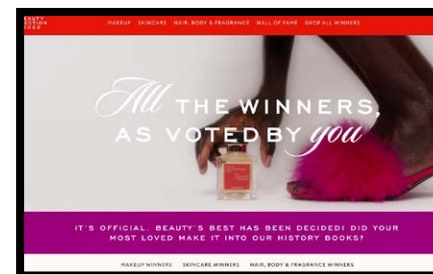 MAKEUP SKINCARE HAIR, BODY & FRAGRANCE HALL OF FAME SHOP ALL WINNERS
All THE WINNERS,
AS VOTED BY you
IT'S OFFICIAL. BEAUTY'S BEST HAS BEEN DECIDED! DID YOUR
MOST LOVED MAKE IT INTO OUR HISTORY BOOKS?
MAKEUP WINNERS SKINCARE WINNERS HAIR, BODY & FRAGRANCE WINNERS